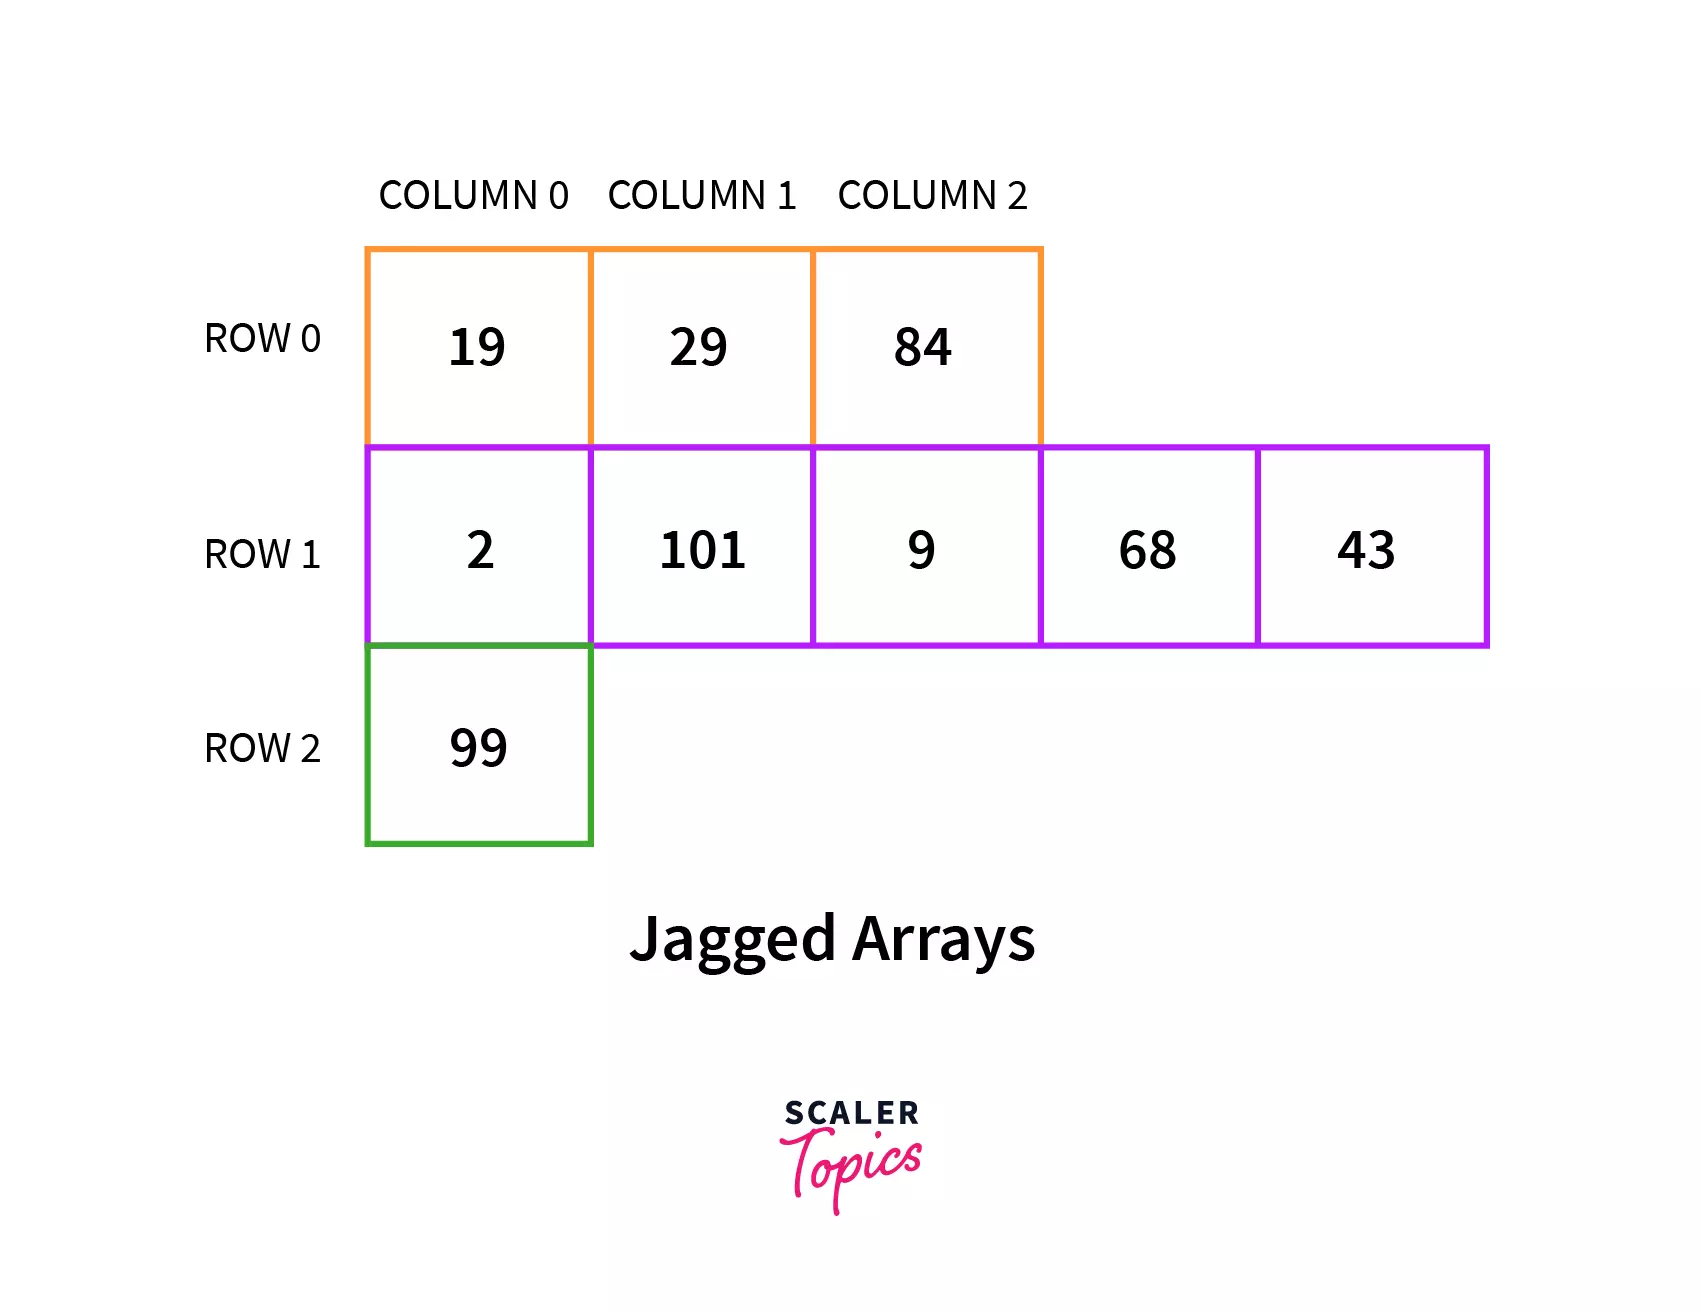 COLUMN 0 COLUMN 1 COLUMN 2
ROW 0 19 29 84
ROW 1 2 101 9 68 43
ROW 2 99
Jagged Arrays
SCALER
Topics